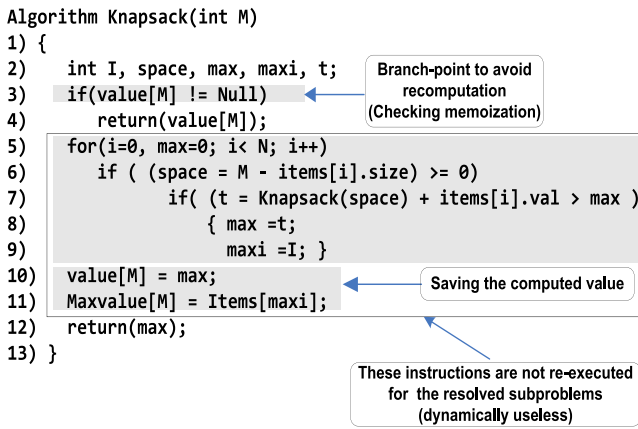 Algorithm Knapsack(int M)
1) {
2) int I, space, max, maxi, t;
3) if(value[M] != Null)
4) return(value[M]);
5) for(i=0, max=0; i< N; i++)
6) if ( (space = M - items[i].size) >= 0)
7) if( (t = Knapsack(space) + items[i].val > max )
8) { max =t;
9) maxi =I; }
10) value[M] = max;
11) Maxvalue[M] = Items[maxi];
12) return(max);
13) }
Branch-point to avoid
recomputation
(Checking memoization)
Saving the computed value
These instructions are not re-executed
for the resolved subproblems
(dynamically useless)